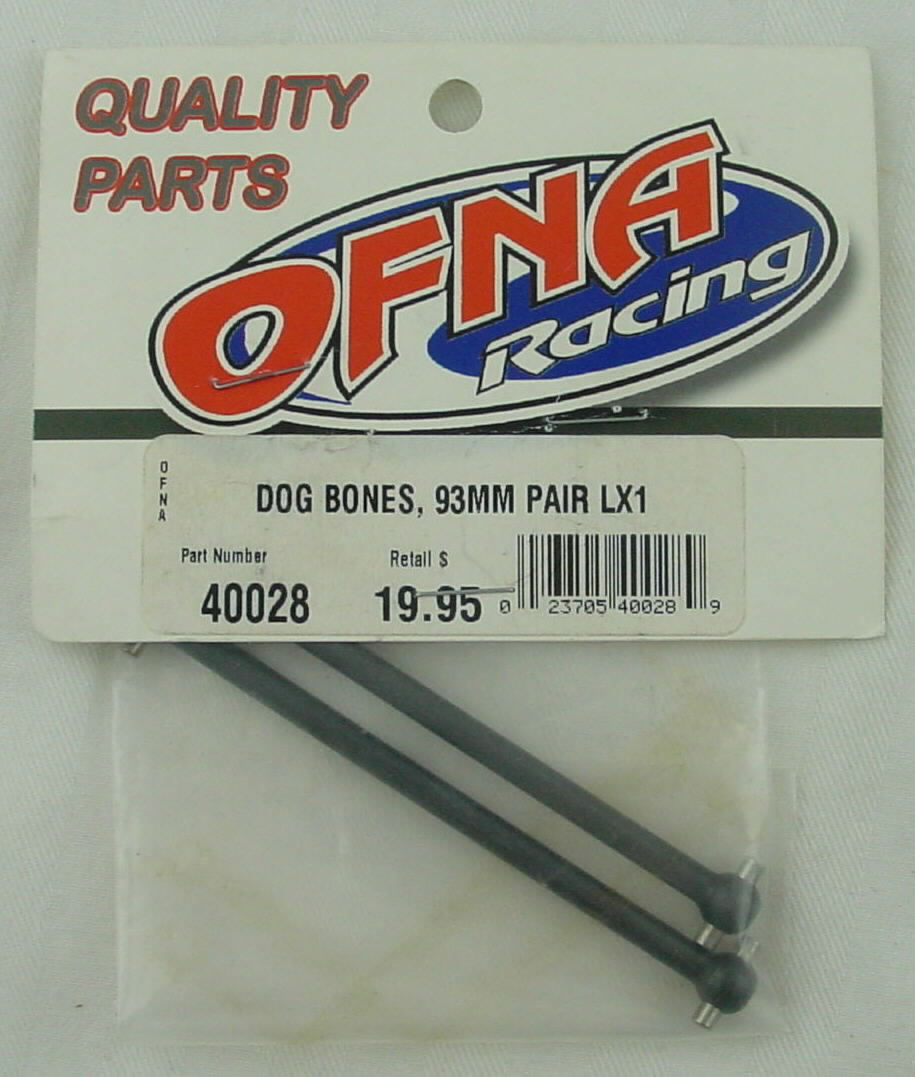 QUALITY
PARTS
OFNA
Racing
OFNA
DOG BONES, 93MM PAIR LX1
Part Number
Retail $
40028
19.95
0 23705 40028 9